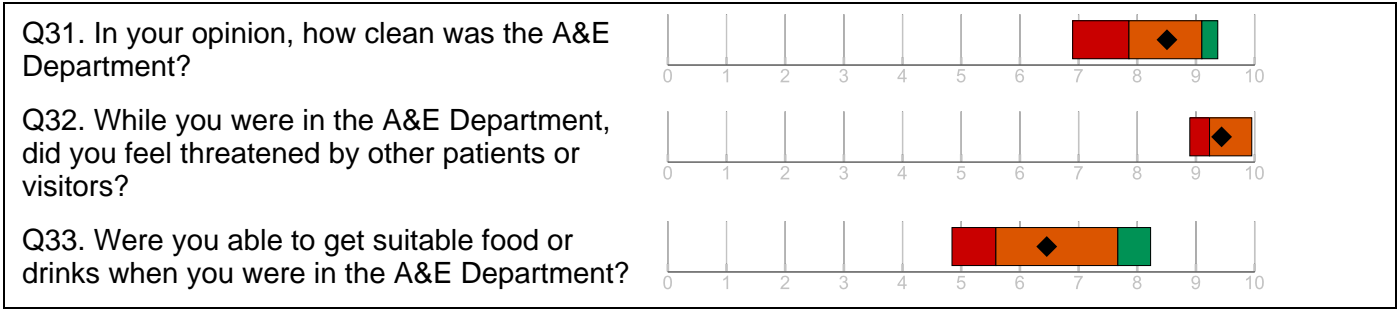 Q31. In your opinion, how clean was the A&E
Department?
0 1 2 3 4 5 6 7 8 9 10
Q32. While you were in the A&E Department,
did you feel threatened by other patients or
visitors?
0 1 2 3 4 5 6 7 8 9 10
Q33. Were you able to get suitable food or
drinks when you were in the A&E Department?
0 1 2 3 4 5 6 7 8 9 10